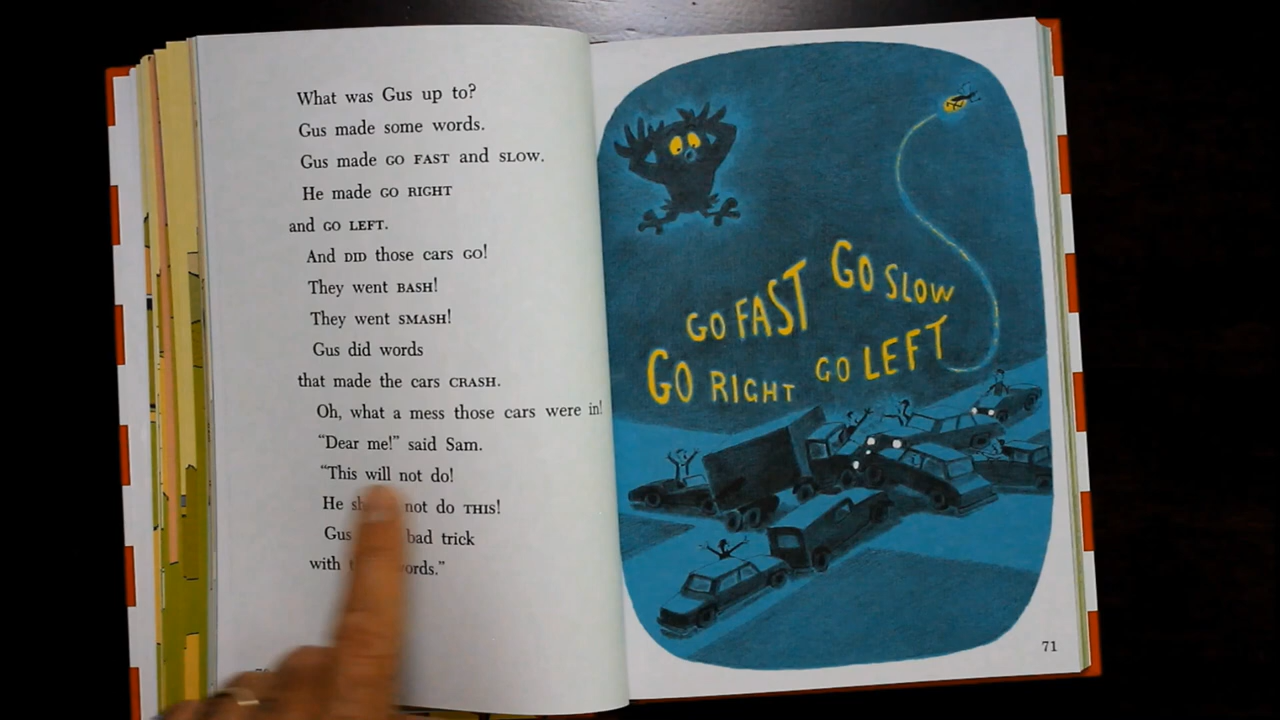 What was Gus up to?
Gus made some words.
Gus made GO FAST and SLOW.
He made GO RIGHT
and GO LEFT.
And DID those cars GO!
They went BASH!
They went SMASH!
Gus did words
that made the cars CRASH.
Oh, what a mess those cars were in!
"Dear me!" said Sam.
"This will not do!
He not do THIS!
Gus bad trick
with
GO FAST GO SLOW
GO RIGHT GO LEFT
71